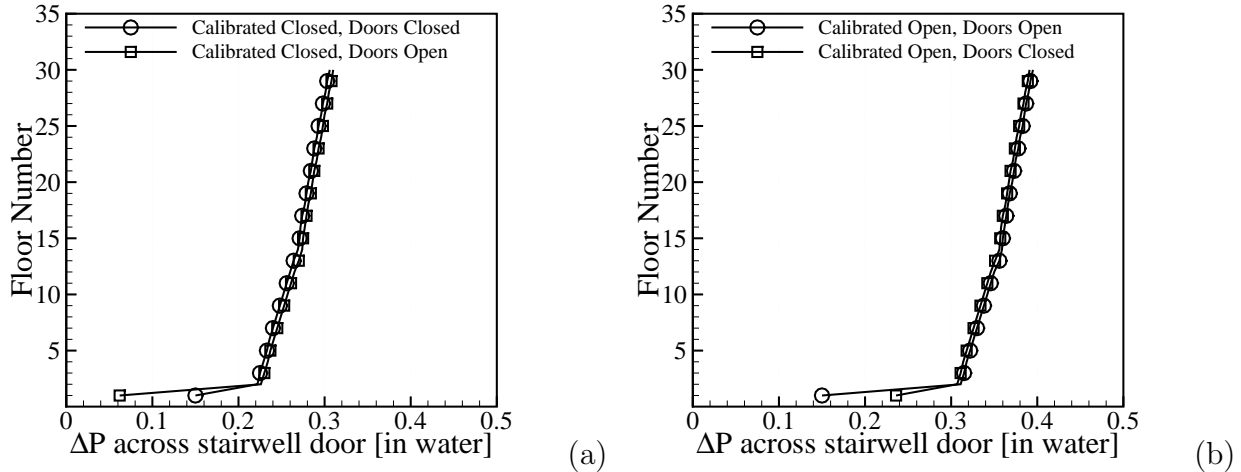 35
30
25
20
15
10
5
0 0.1 0.2 0.3 0.4 0.5
Floor Number
ΔP across stairwell door [in water]
Calibrated Closed, Doors Closed
Calibrated Closed, Doors Open
(a)
35
30
25
20
15
10
5
0 0.1 0.2 0.3 0.4 0.5
Floor Number
ΔP across stairwell door [in water]
Calibrated Open, Doors Open
Calibrated Open, Doors Closed
(b)